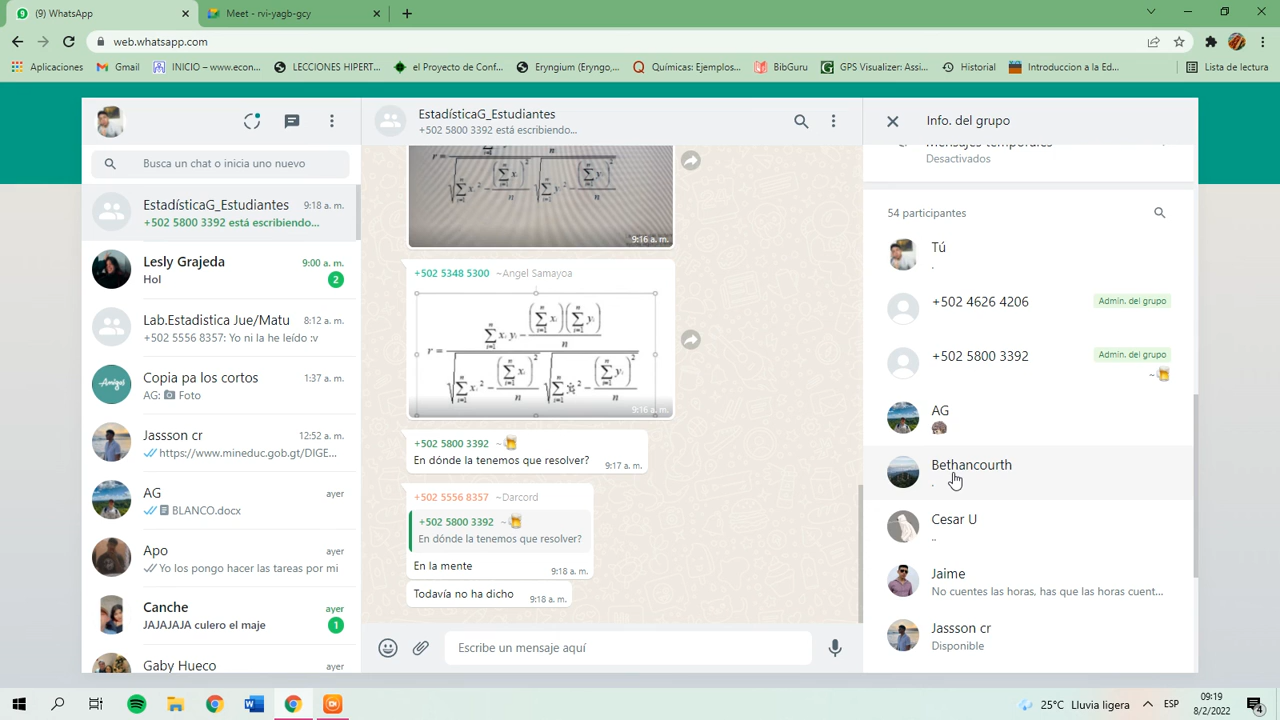 (9) WhatsApp
Meet - rvi-yagb-gcy
web.whatsapp.com
Aplicaciones
Gmail
INICIO – www.econ...
LECCIONES HIPERT...
el Proyecto de Conf...
Eryngium (Eryngo,...
Químicas: Ejemplos...
BibGuru
GPS Visualizer: Assi...
Historial
Introduccion a la Ed...
Lista de lectura
Busca un chat o inicia uno nuevo
EstadísticaG_Estudiantes
9:18 a. m.
+502 5800 3392 está escribiendo...
Lesly Grajeda
9:00 a. m.
Hol
2
Lab.Estadistica Jue/Matu
8:12 a. m.
+502 5556 8357: Yo ni la he leído :v
Copia pa los cortos
1:37 a. m.
Amigos
AG: Foto
Jassson cr
12:52 a. m.
https://www.mineduc.gob.gt/DIGE...
AG
ayer
BLANCO.docx
Apo
ayer
Yo los pongo hacer las tareas por mi
Canche
ayer
JAJAJAJA culero el maje
1
Gaby Hueco
ayer
EstadísticaG_Estudiantes
+502 5800 3392 está escribiendo...
9:16 a. m.
+502 5348 5300 ~Angel Samayoa
r =
9:16 a. m.
+502 5800 3392 ~🍺
En dónde la tenemos que resolver?
9:17 a. m.
+502 5556 8357 ~Darcord
+502 5800 3392 ~🍺
En dónde la tenemos que resolver?
En la mente
9:18 a. m.
Todavía no ha dicho
9:18 a. m.
Escribe un mensaje aquí
Info. del grupo
Mensajes temporales
Desactivados
54 participantes
Tú
.
+502 4626 4206
Admin. del grupo
+502 5800 3392
Admin. del grupo
~🍺
AG
Bethancourth
.
Cesar U
..
Jaime
No cuentes las horas, has que las horas cuent...
Jassson cr
Disponible
25°C Lluvia ligera
ESP
09:19
8/2/2022
4